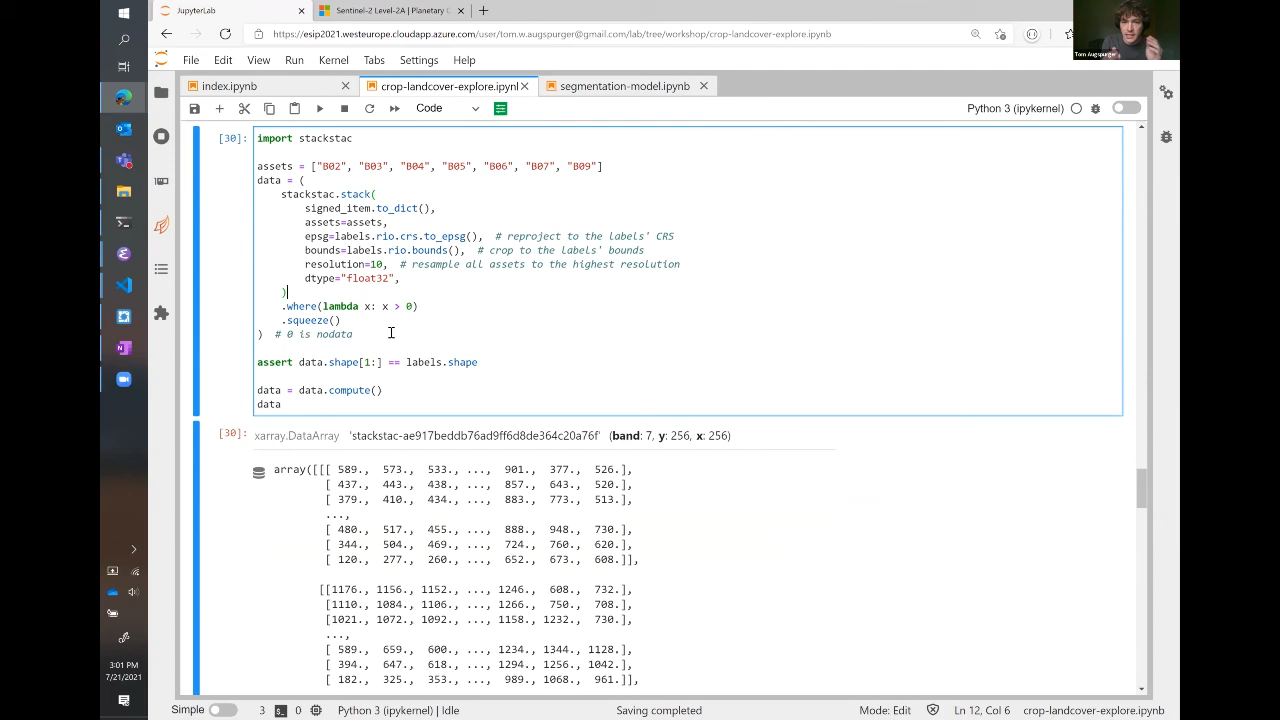 JupyterLab
Sentinel-2 Level-2A | Planetary C
https://esip2021.westeurope.cloudapp.azure.com/user/tom.w.augspurger@gmail.com/lab/tree/workshop/crop-landcover-explore.ipynb
Tom Augspurger
File Edit View Run Kernel Tabs Settings Help
index.ipynb
crop-landcover-explore.ipynl
segmentation-model.ipynb
Code
Python 3 (ipykernel)
[30]:
import stackstac
assets = ["B02", "B03", "B04", "B05", "B06", "B07", "B09"]
data = (
    stackstac.stack(
        signed_item.to_dict(),
        assets=assets,
        epsg=labels.rio.crs.to_epsg(),  # reproject to the labels' CRS
        bounds=labels.rio.bounds(),  # crop to the labels' bounds
        resolution=10,  # resample all assets to the highest resolution
        dtype="float32",
    )
    .where(lambda x: x > 0)
    .squeeze()
)  # 0 is nodata
assert data.shape[1:] == labels.shape
data = data.compute()
data
[30]:
xarray.DataArray 'stackstac-ae917beddb76ad9ff6d8de364c20a76f' (band: 7, y: 256, x: 256)
array([[[ 589., 573., 533., ..., 901., 377., 526.],
[ 437., 443., 438., ..., 857., 643., 520.],
[ 379., 410., 434., ..., 883., 773., 513.],
...,
[ 480., 517., 455., ..., 888., 948., 730.],
[ 344., 504., 469., ..., 724., 760., 620.],
[ 120., 277., 260., ..., 652., 673., 608.]],
[[1176., 1156., 1152., ..., 1246., 608., 732.],
[1110., 1084., 1106., ..., 1266., 750., 708.],
[1021., 1072., 1092., ..., 1158., 1232., 730.],
...,
[ 589., 659., 600., ..., 1234., 1344., 1128.],
[ 394., 647., 618., ..., 1294., 1256., 1042.],
[ 182., 325., 353., ..., 989., 1068., 961.]],
3:01 PM
7/21/2021
Simple
3
0
Python 3 (ipykernel) | Idle
Saving completed
Mode: Edit
Ln 12, Col 6
crop-landcover-explore.ipynb